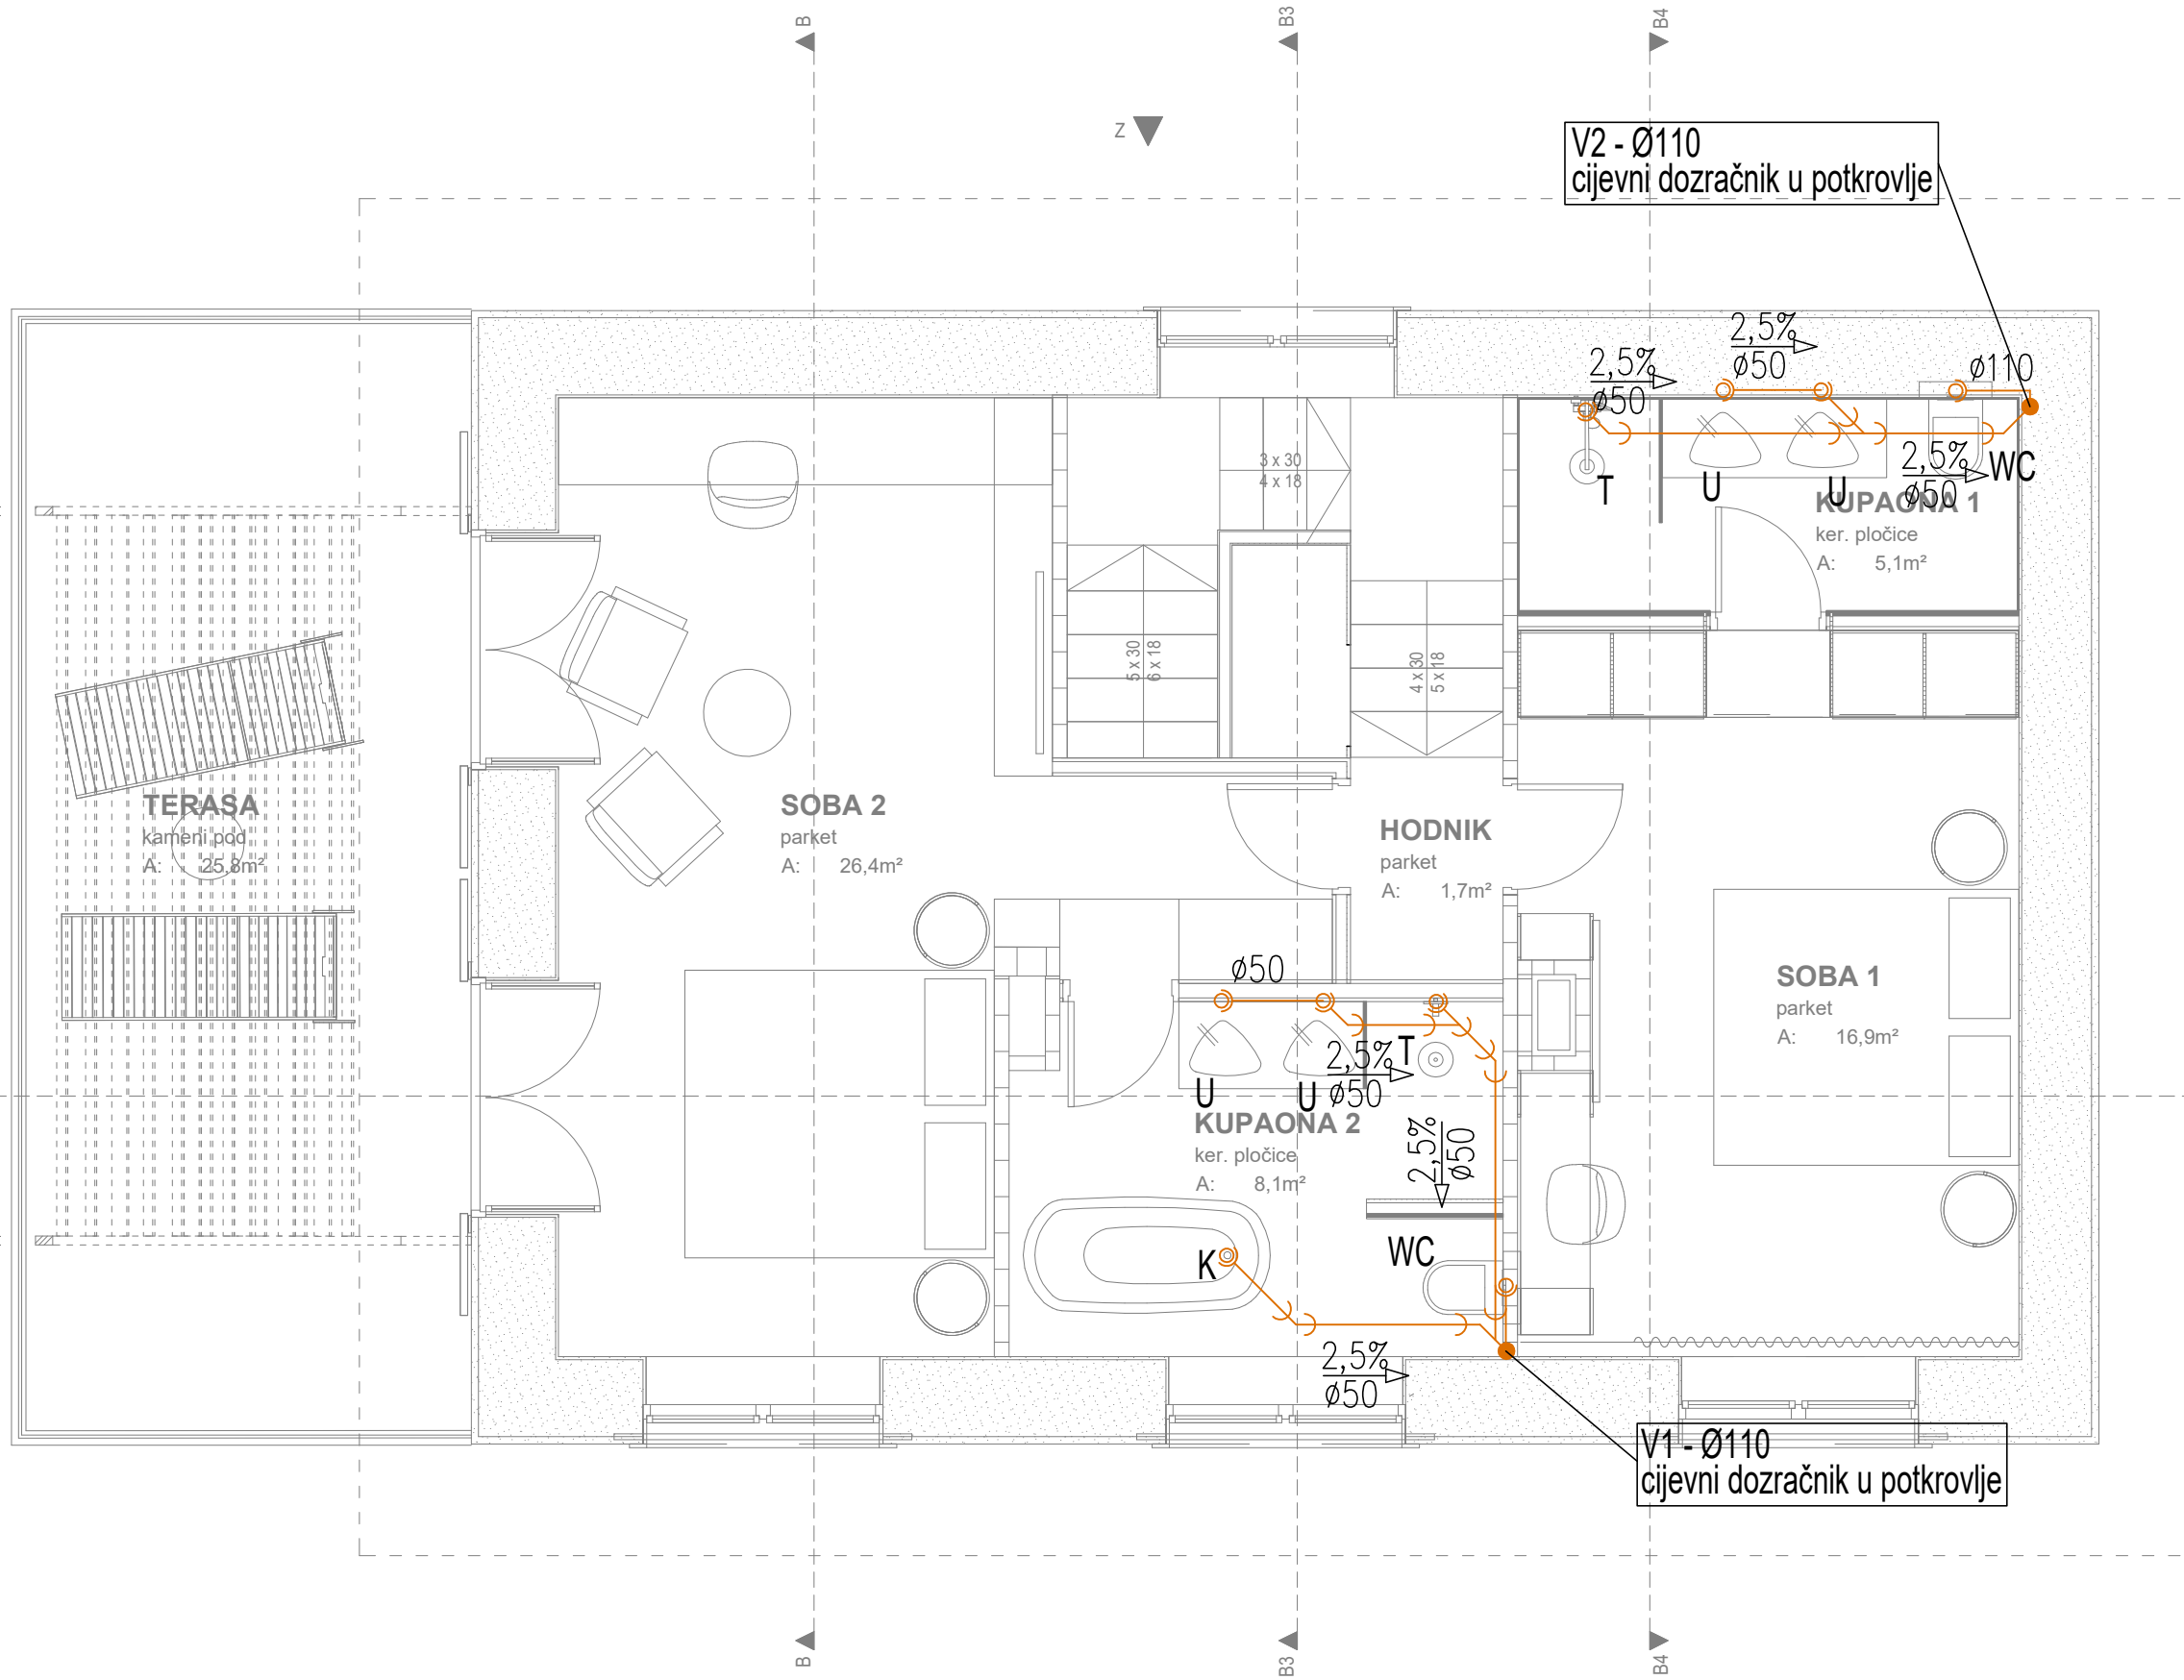 B
B3
B4
Z
V2 - Ø110
cijevni dozračnik u potkrovlje
2,5%
ø50
2,5%
ø50
ø110
2,5%
ø50
WC
T
U
U
KUPAONA 1
ker. pločice
A: 5,1m²
3 x 30
4 x 18
5 x 30
6 x 18
4 x 30
5 x 18
TERASA
kameni pod
A: 25,8m²
SOBA 2
parket
A: 26,4m²
HODNIK
parket
A: 1,7m²
SOBA 1
parket
A: 16,9m²
ø50
2,5%
ø50
T
U
U
KUPAONA 2
ker. pločice
A: 8,1m²
2,5%
ø50
K
WC
2,5%
ø50
V1 - Ø110
cijevni dozračnik u potkrovlje
B
B3
B4